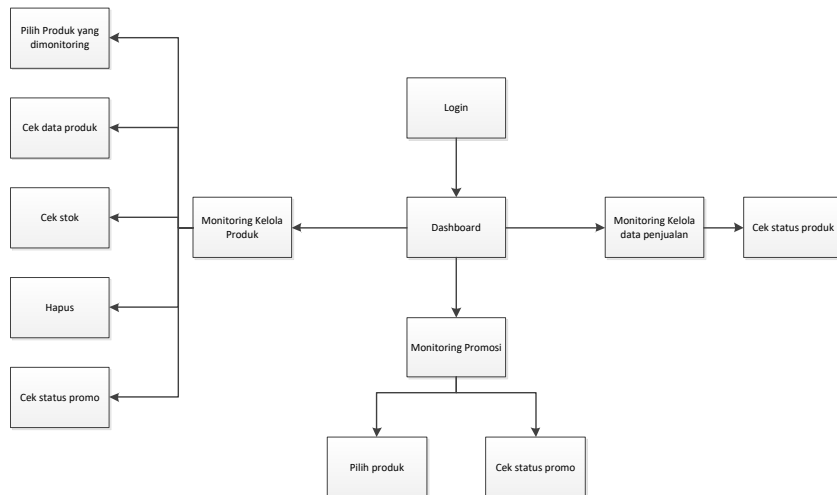 Pilih Produk yang
dimonitoring
Login
Cek data produk
Cek stok
Monitoring Kelola
Produk
Dashboard
Monitoring Kelola
data penjualan
Cek status produk
Hapus
Monitoring Promosi
Cek status promo
Pilih produk
Cek status promo